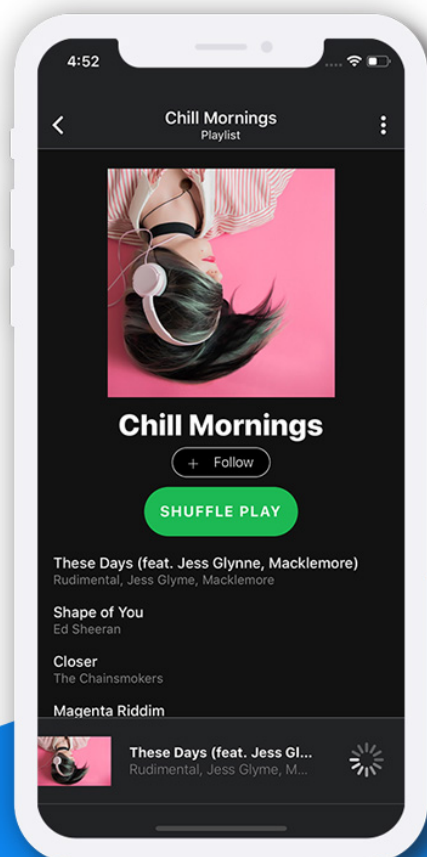 4:52
Chill Mornings
Playlist
Chill Mornings
+ Follow
SHUFFLE PLAY
These Days (feat. Jess Glynne, Macklemore)
Rudimental, Jess Glyme, Macklemore
Shape of You
Ed Sheeran
Closer
The Chainsmokers
Magenta Riddim
These Days (feat. Jess Gl...
Rudimental, Jess Glyme, M...